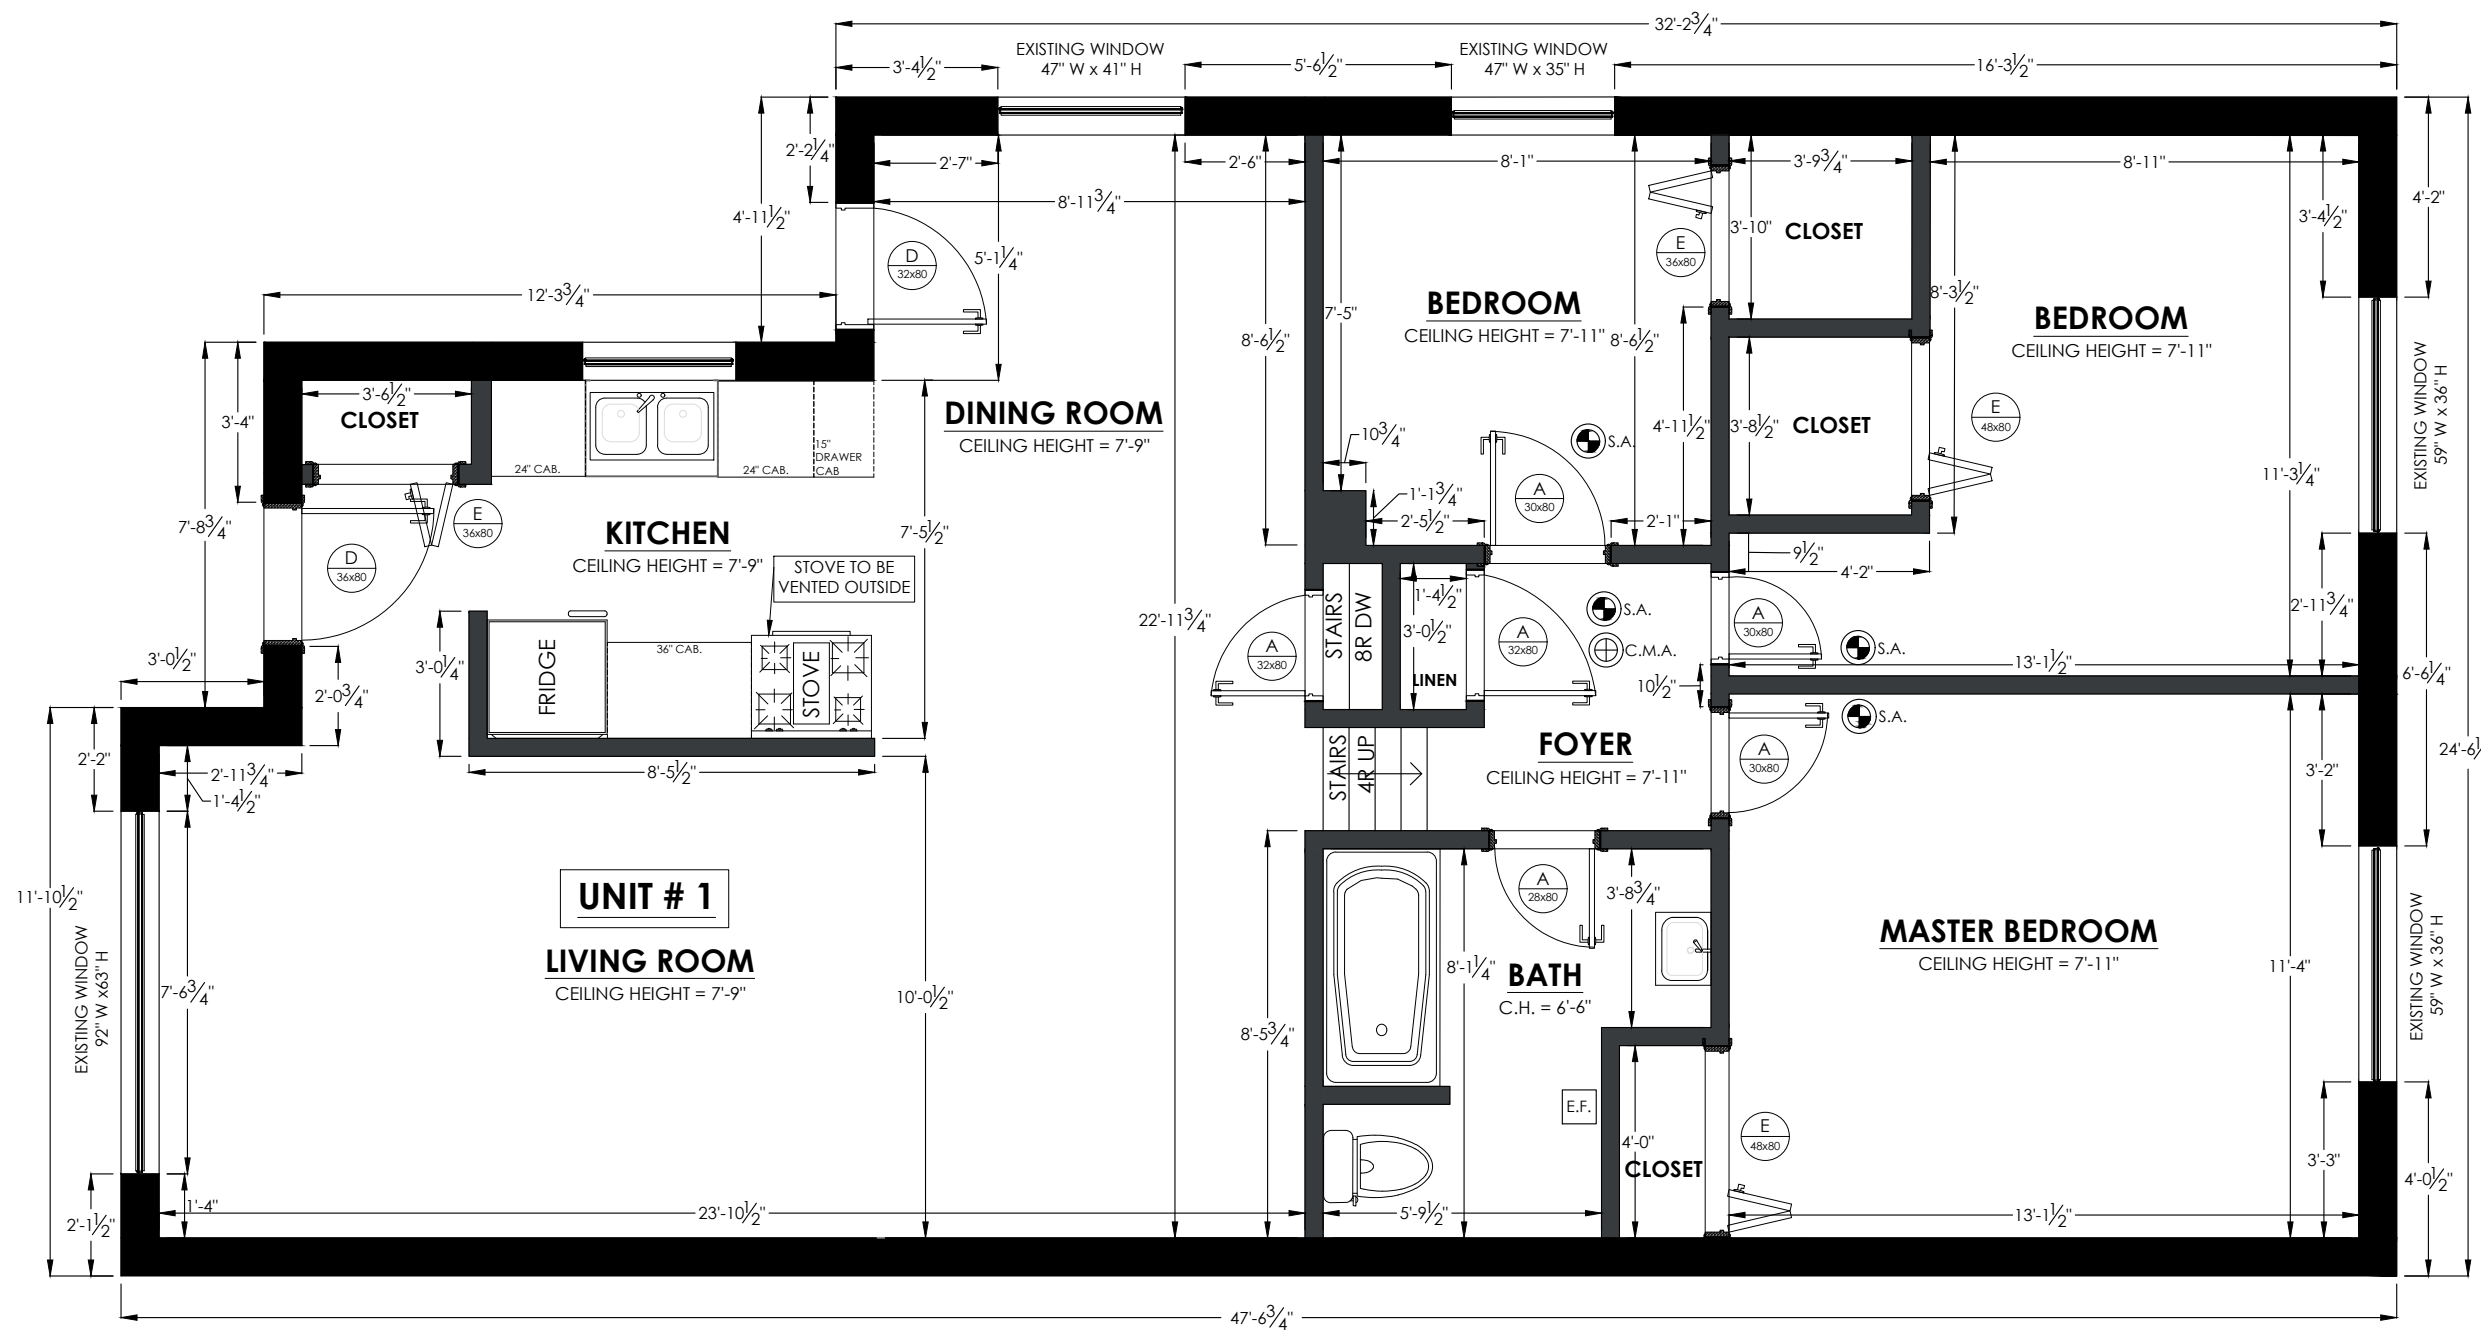 32'-2 3/4"
EXISTING WINDOW
47" W x 41" H
EXISTING WINDOW
47" W x 35" H
3'-4 1/2"
5'-6 1/2"
16'-3 1/2"
2'-2 1/4"
2'-7"
2'-6"
8'-1"
3'-9 3/4"
8'-11"
4'-2"
8'-11 3/4"
4'-11 1/2"
3'-4 1/2"
3'-10"
CLOSET
D
32x80
5'-1 1/4"
E
36x80
12'-3 3/4"
8'-3 1/2"
7'-5"
BEDROOM
CEILING HEIGHT = 7'-11"
8'-6 1/2"
8'-6 1/2"
BEDROOM
CEILING HEIGHT = 7'-11"
EXISTING WINDOW
59" W x 36" H
3'-6 1/2"
CLOSET
3'-4"
DINING ROOM
CEILING HEIGHT = 7'-9"
15"
DRAWER
CAB
24" CAB.
24" CAB.
10 3/4"
S.A.
4'-11 1/2"
3'-8 1/2"
CLOSET
E
48x80
11'-3 1/4"
1'-1 3/4"
2'-5 1/2"
A
30x80
2'-1"
7'-8 3/4"
E
36x80
KITCHEN
CEILING HEIGHT = 7'-9"
7'-5 1/2"
STOVE TO BE
VENTED OUTSIDE
D
36x80
9 1/2"
4'-2"
STAIRS
8R DW
1'-4 1/2"
3'-0 1/2"
LINEN
A
32x80
A
32x80
S.A.
C.M.A.
A
30x80
S.A.
2'-11 3/4"
22'-11 3/4"
3'-0 1/2"
2'-0 3/4"
3'-0 1/4"
FRIDGE
36" CAB.
STOVE
13'-1 1/2"
10 1/2"
6'-6 1/4"
S.A.
2'-2"
2'-11 3/4"
1'-4 1/2"
8'-5 1/2"
STAIRS
4R UP
FOYER
CEILING HEIGHT = 7'-11"
A
30x80
3'-2"
24'-6
11'-10 1/2"
EXISTING WINDOW
92" W x63" H
7'-6 3/4"
UNIT # 1
LIVING ROOM
CEILING HEIGHT = 7'-9"
10'-0 1/2"
8'-5 3/4"
8'-1 1/4"
A
28x80
3'-8 3/4"
BATH
C.H. = 6'-6"
MASTER BEDROOM
CEILING HEIGHT = 7'-11"
11'-4"
EXISTING WINDOW
59" W x 36" H
E.F.
4'-0"
CLOSET
E
48x80
3'-3"
4'-0 1/2"
2'-1 1/2"
1'-4"
23'-10 1/2"
5'-9 1/2"
13'-1 1/2"
47'-6 3/4"